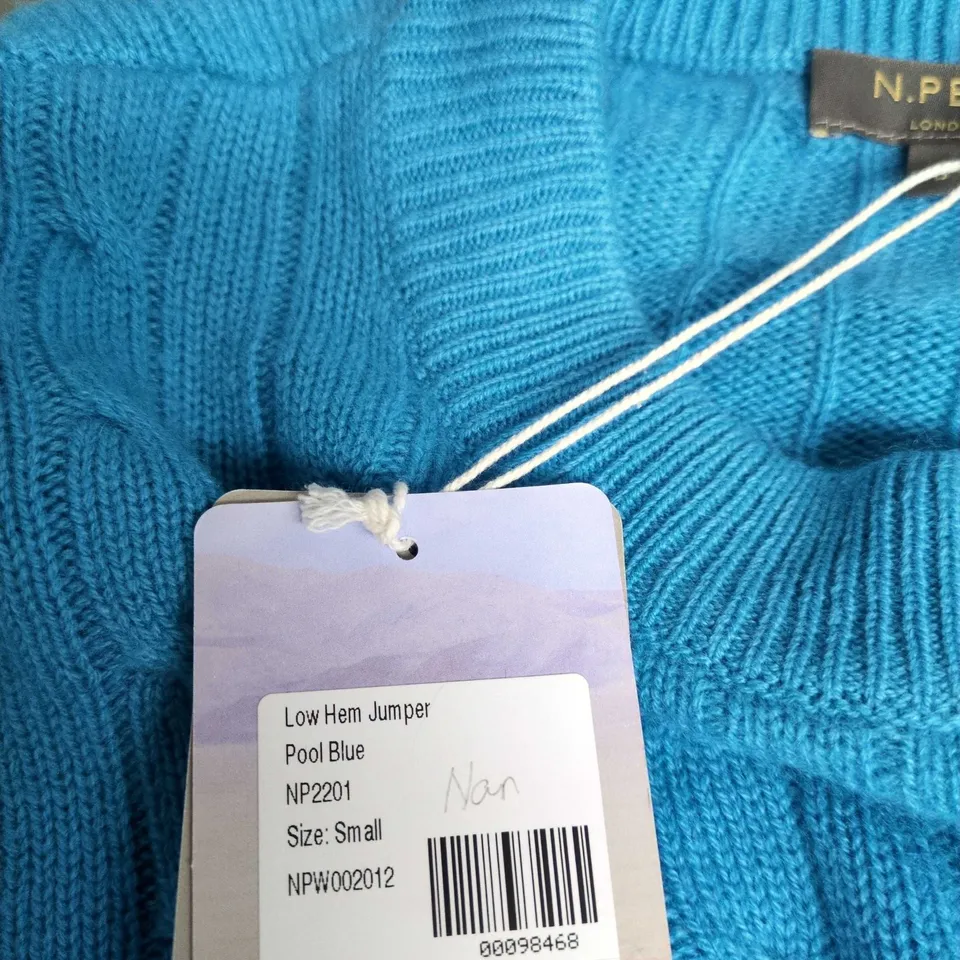 N.PE
LOND
Low Hem Jumper
Pool Blue
NP2201
Nan
Size: Small
NPW002012
00098468